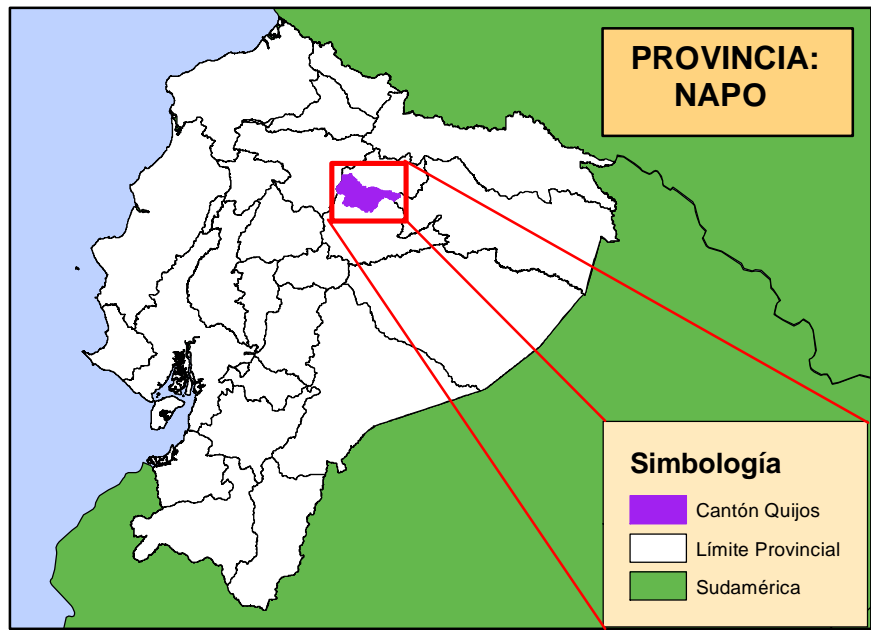 PROVINCIA:
NAPO
Simbología
Cantón Quijos
Límite Provincial
Sudamérica